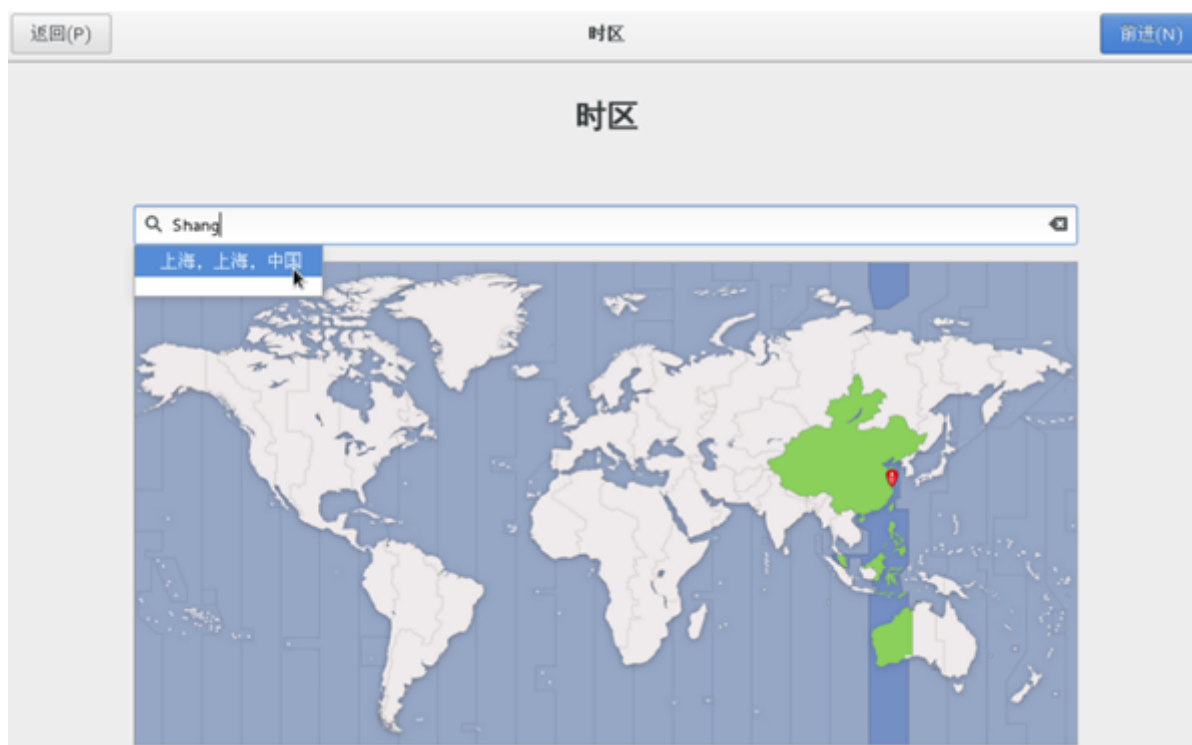 返回(P)
时区
前进(N)
时区
Shang
上海, 上海, 中国